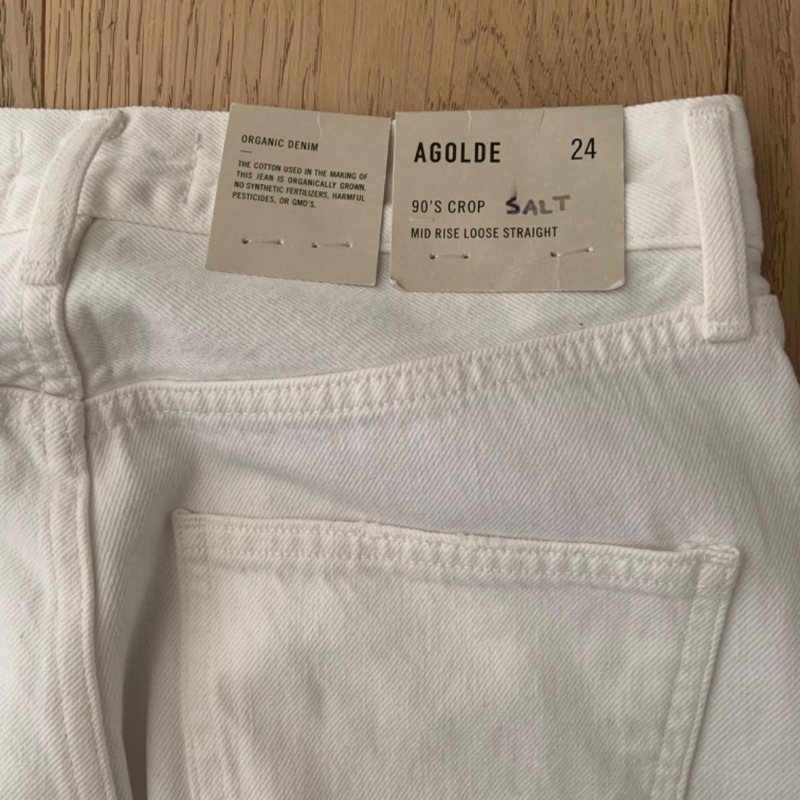 ORGANIC DENIM
THE COTTON USED IN THE MAKING OF
THIS JEAN IS ORGANICALLY GROWN.
NO SYNTHETIC FERTILIZERS, HARMFUL
PESTICIDES, OR GMO'S.
AGOLDE 24
90'S CROP SALT
MID RISE LOOSE STRAIGHT